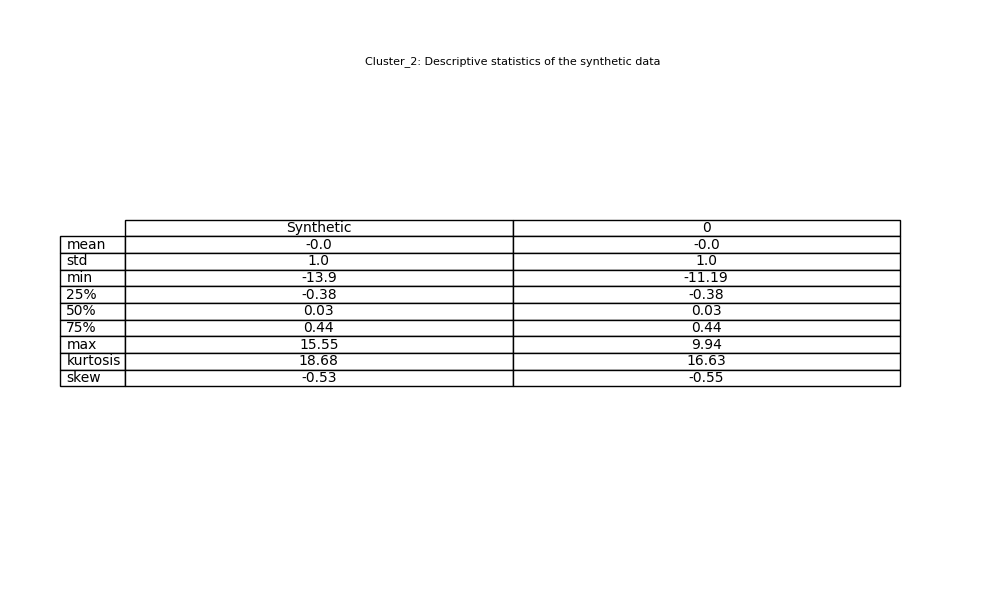 Cluster_2: Descriptive statistics of the synthetic data
Synthetic 0
mean -0.0 -0.0
std 1.0 1.0
min -13.9 -11.19
25% -0.38 -0.38
50% 0.03 0.03
75% 0.44 0.44
max 15.55 9.94
kurtosis 18.68 16.63
skew -0.53 -0.55